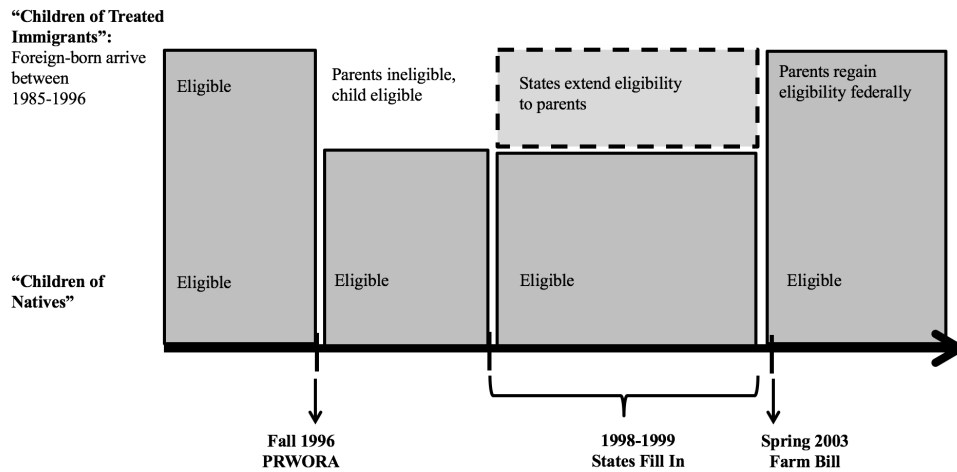 “Children of Treated
Immigrants”:
Foreign-born arrive
between
1985-1996
Eligible
Parents ineligible,
child eligible
States extend eligibility
to parents
Parents regain
eligibility federally
“Children of
Natives”
Eligible
Eligible
Eligible
Eligible
Fall 1996
PRWORA
1998-1999
States Fill In
Spring 2003
Farm Bill